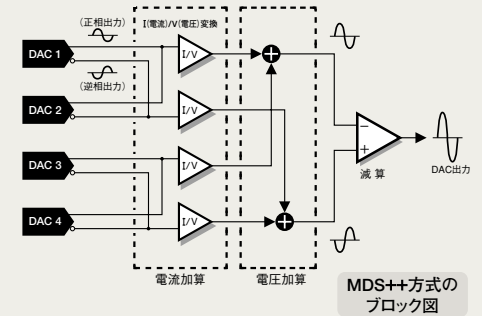 (正相出力)
I(電流)/V(電圧)変換
DAC 1
I/V
(逆相出力)
DAC 2
I/V
DAC 3
I/V
DAC 4
I/V
−
+
減 算
DAC出力
電流加算
電圧加算
MDS++方式の
ブロック図